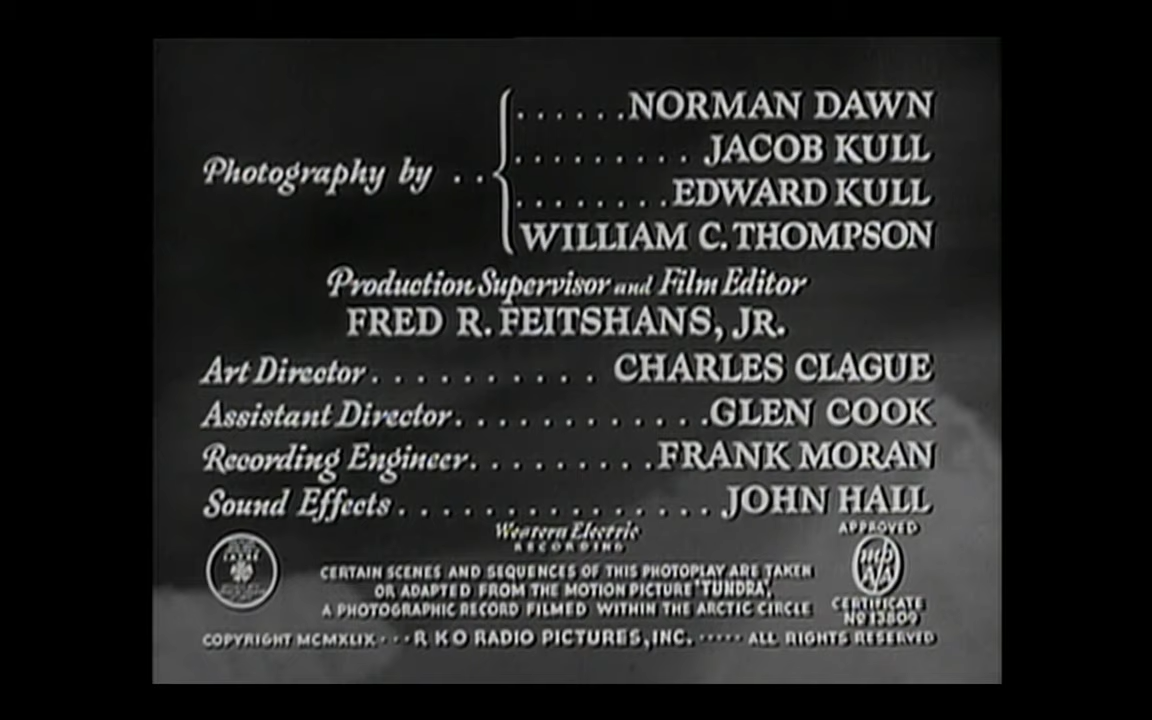 Photography by . . { . . . . . . NORMAN DAWN
. . . . . . . . . JACOB KULL
. . . . . . . . EDWARD KULL
WILLIAM C. THOMPSON
Production Supervisor and Film Editor
FRED R. FEITSHANS, JR.
Art Director . . . . . . . . . . CHARLES CLAGUE
Assistant Director . . . . . . . . . . . . GLEN COOK
Recording Engineer . . . . . . . . . FRANK MORAN
Sound Effects . . . . . . . . . . . . . . . JOHN HALL
Western Electric
RECORDING
APPROVED
MPAA
CERTIFICATE
No 13809
CERTAIN SCENES AND SEQUENCES OF THIS PHOTOPLAY ARE TAKEN
OR ADAPTED FROM THE MOTION PICTURE "TUNDRA",
A PHOTOGRAPHIC RECORD FILMED WITHIN THE ARCTIC CIRCLE
COPYRIGHT MCMXLIX · · · R K O RADIO PICTURES, INC. · · · · · ALL RIGHTS RESERVED